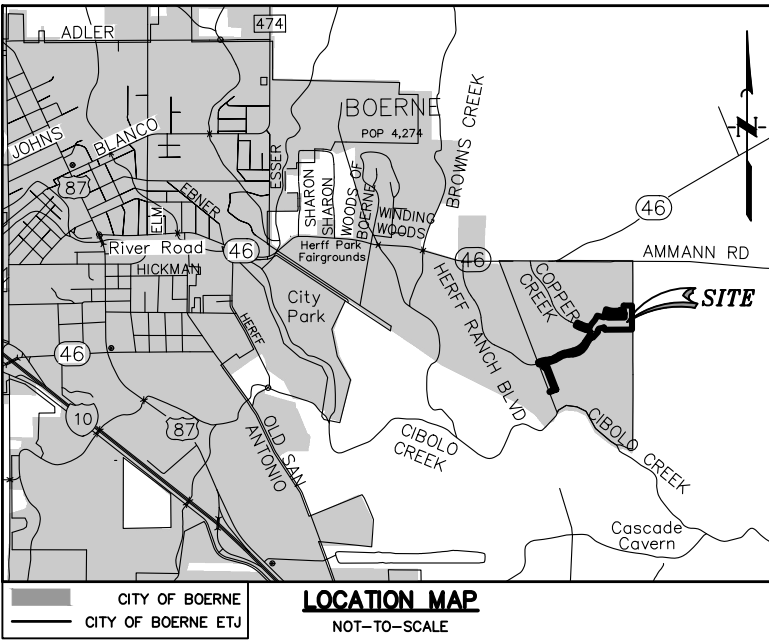 474
ADLER
BOERNE
POP 4,274
BROWNS CREEK
JOHNS
BLANCO
N
87
EBNER
ELM
ESSER
SHARON
SHARON
WOODS OF
BOERNE
WINDING
WOODS
46
River Road
46
Herff Park
Fairgrounds
46
AMMANN RD
HICKMAN
City
Park
HERFF RANCH BLVD
COPPER
CREEK
SITE
HERFF
46
10
87
OLD SAN
ANTONIO
CIBOLO
CREEK
CIBOLO CREEK
Cascade
Cavern
CITY OF BOERNE
CITY OF BOERNE ETJ
LOCATION MAP
NOT-TO-SCALE